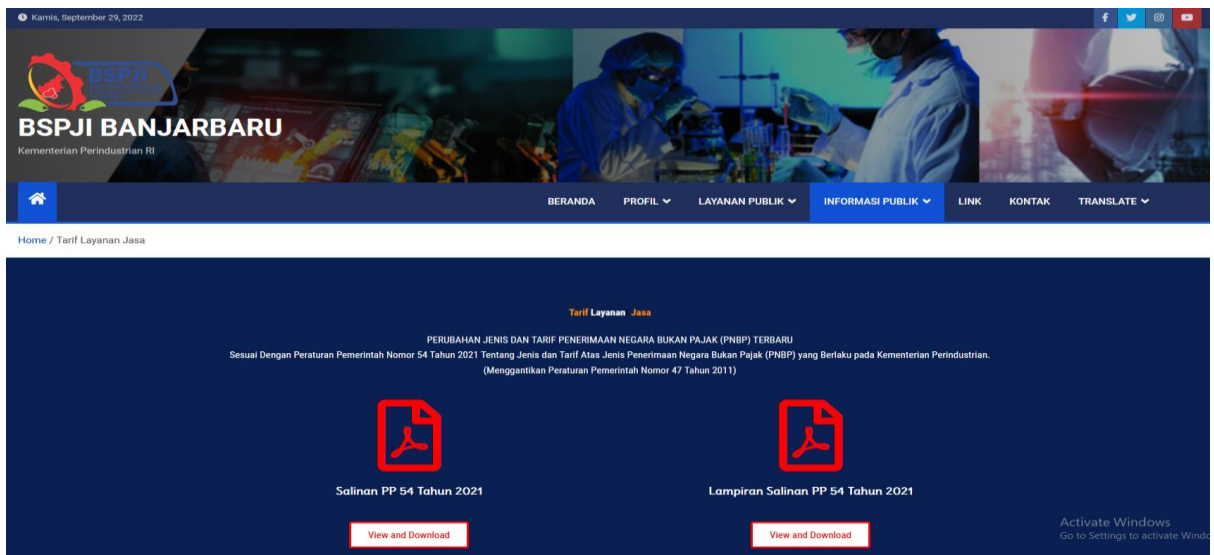 Kamis, September 29, 2022
BSPJI
BSPJI BANJARBARU
Kementerian Perindustrian RI
BERANDA PROFIL LAYANAN PUBLIK INFORMASI PUBLIK LINK KONTAK TRANSLATE
Home / Tarif Layanan Jasa
Tarif Layanan Jasa
PERUBAHAN JENIS DAN TARIF PENERIMAAN NEGARA BUKAN PAJAK (PNBP) TERBARU
Sesuai Dengan Peraturan Pemerintah Nomor 54 Tahun 2021 Tentang Jenis dan Tarif Atas Jenis Penerimaan Negara Bukan Pajak (PNBP) yang Berlaku pada Kementerian Perindustrian.
(Menggantikan Peraturan Pemerintah Nomor 47 Tahun 2011)
Salinan PP 54 Tahun 2021
Lampiran Salinan PP 54 Tahun 2021
View and Download
View and Download
Activate Windows
Go to Settings to activate Windo